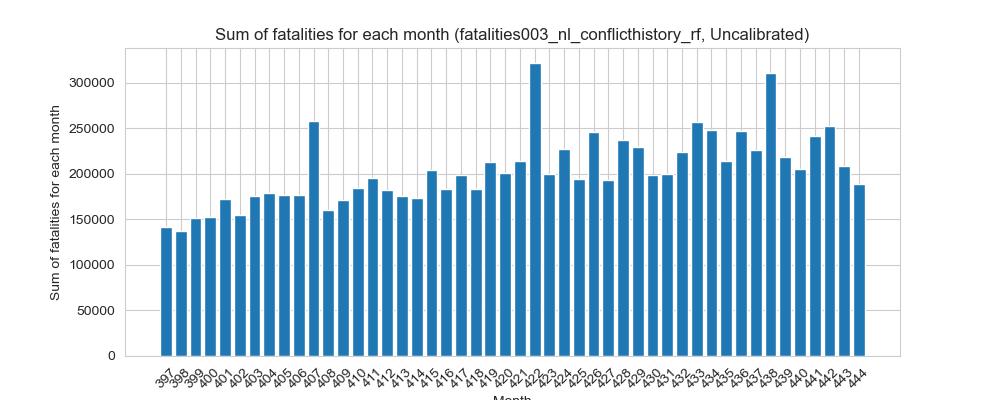 Sum of fatalities for each month (fatalities003_nl_conflicthistory_rf, Uncalibrated)
Sum of fatalities for each month
300000
250000
200000
150000
100000
50000
0
397 398 399 400 401 402 403 404 405 406 407 408 409 410 411 412 413 414 415 416 417 418 419 420 421 422 423 424 425 426 427 428 429 430 431 432 433 434 435 436 437 438 439 440 441 442 443 444
Month